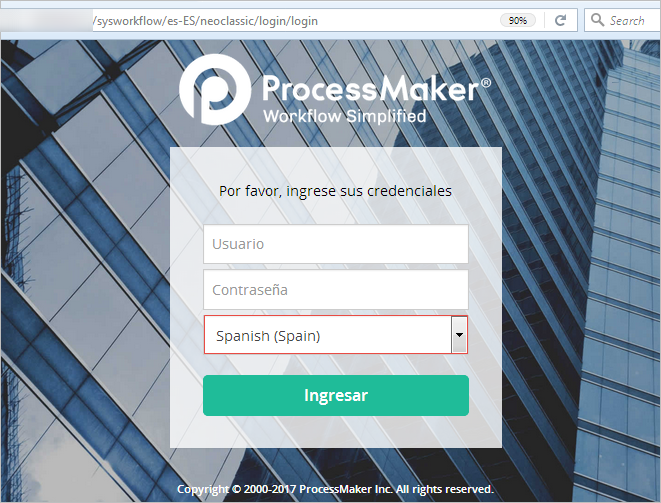 /sysworkflow/es-ES/neoclassic/login/login
90%
Search
ProcessMaker®
Workflow Simplified
Por favor, ingrese sus credenciales
Usuario
Contraseña
Spanish (Spain)
Ingresar
Copyright © 2000-2017 ProcessMaker Inc. All rights reserved.